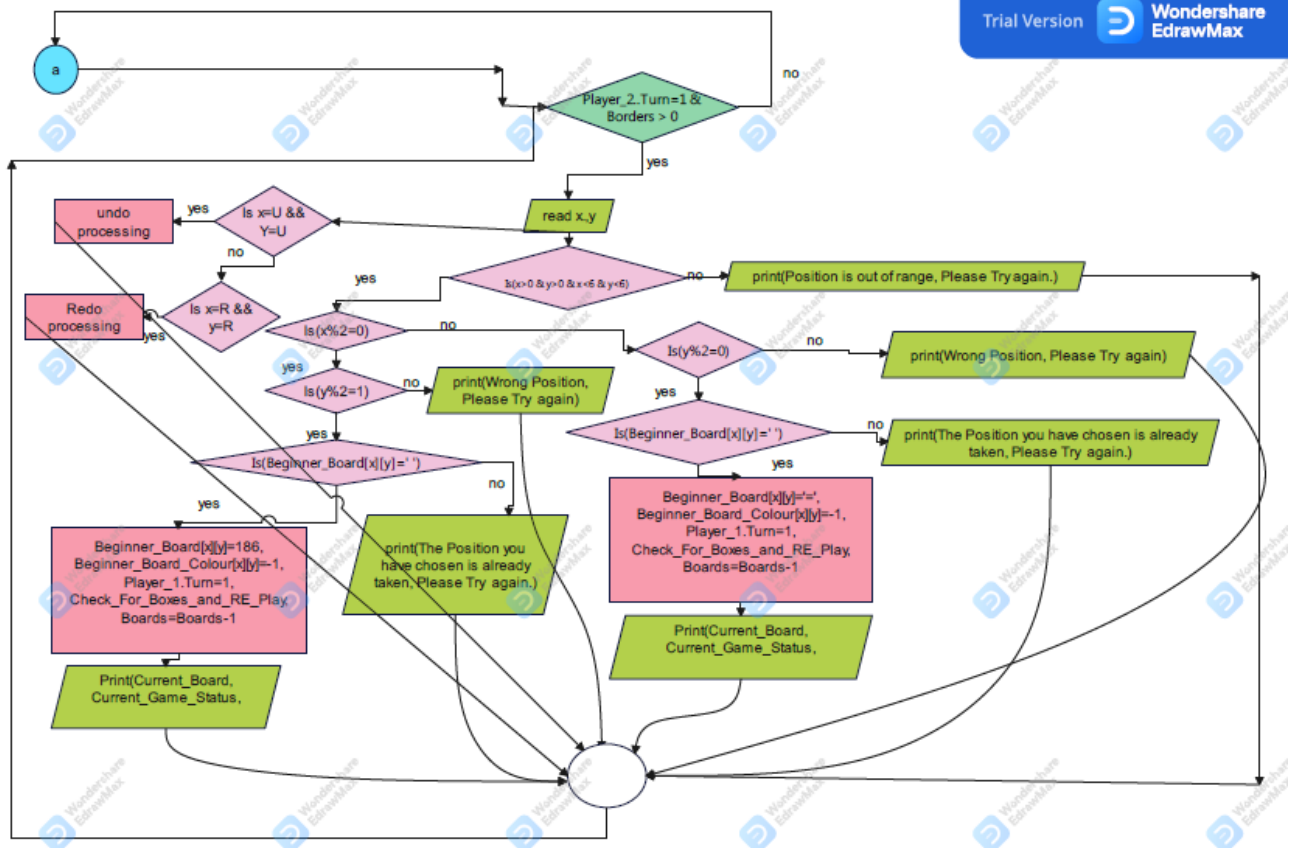 Trial Version
Wondershare
EdrawMax
a
no
Player_2..Turn=1 &
Borders > 0
yes
read x.,y
Is x=U &&
Y=U
yes
undo
processing
no
Is x=R &&
y=R
yes
Redo
processing
Is(x>0 & y>0 & x<6 & y<6)
no
print(Position is out of range, Please Try again.)
yes
Is(x%2=0)
no
Is(y%2=0)
no
print(Wrong Position, Please Try again)
yes
Is(y%2=1)
no
print(Wrong Position,
Please Try again)
yes
Is(Beginner_Board[x][y]=' ')
no
print(The Position you have chosen is already
taken, Please Try again.)
yes
Is(Beginner_Board[x][y]=' ')
no
yes
yes
Beginner_Board[x][y]='=',
Beginner_Board_Colour[x][y]=-1,
Player_1.Turn=1,
Check_For_Boxes_and_RE_Play,
Boards=Boards-1
Beginner_Board[x][y]=186,
Beginner_Board_Colour[x][y]=-1,
Player_1.Turn=1,
Check_For_Boxes_and_RE_Play,
Boards=Boards-1
print(The Position you
have chosen is already
taken, Please Try again.)
Print(Current_Board,
Current_Game_Status,
Print(Current_Board,
Current_Game_Status,